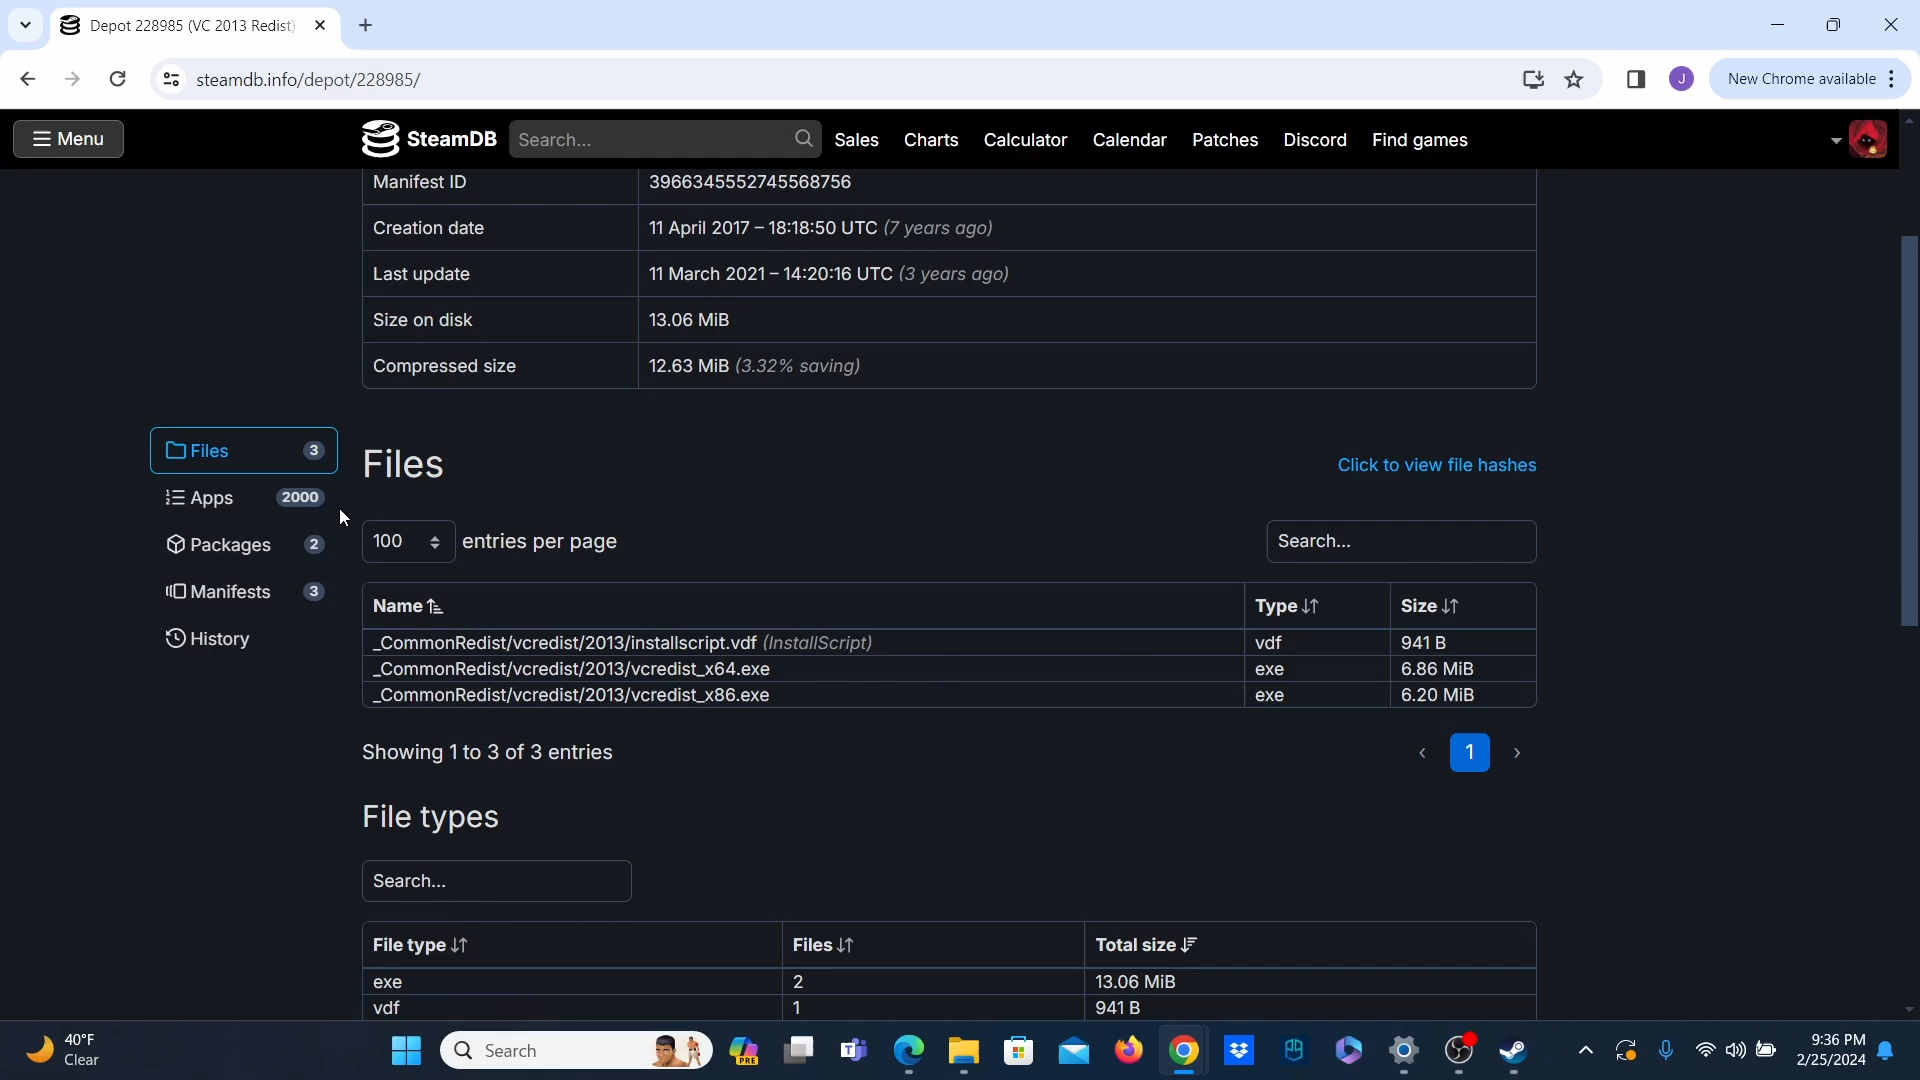 Depot 228985 (VC 2013 Redist)
steamdb.info/depot/228985/
J
New Chrome available
Menu
SteamDB
Search...
Sales
Charts
Calculator
Calendar
Patches
Discord
Find games
Manifest ID 3966345552745568756
Creation date 11 April 2017 – 18:18:50 UTC (7 years ago)
Last update 11 March 2021 – 14:20:16 UTC (3 years ago)
Size on disk 13.06 MiB
Compressed size 12.63 MiB (3.32% saving)
Files 3
Apps 2000
Packages 2
Manifests 3
History
Files
Click to view file hashes
100 entries per page
Search...
Name Type Size
_CommonRedist/vcredist/2013/installscript.vdf (InstallScript) vdf 941 B
_CommonRedist/vcredist/2013/vcredist_x64.exe exe 6.86 MiB
_CommonRedist/vcredist/2013/vcredist_x86.exe exe 6.20 MiB
Showing 1 to 3 of 3 entries
‹ 1 ›
File types
Search...
File type Files Total size
exe 2 13.06 MiB
vdf 1 941 B
40°F
Clear
Search
PRE
9:36 PM
2/25/2024